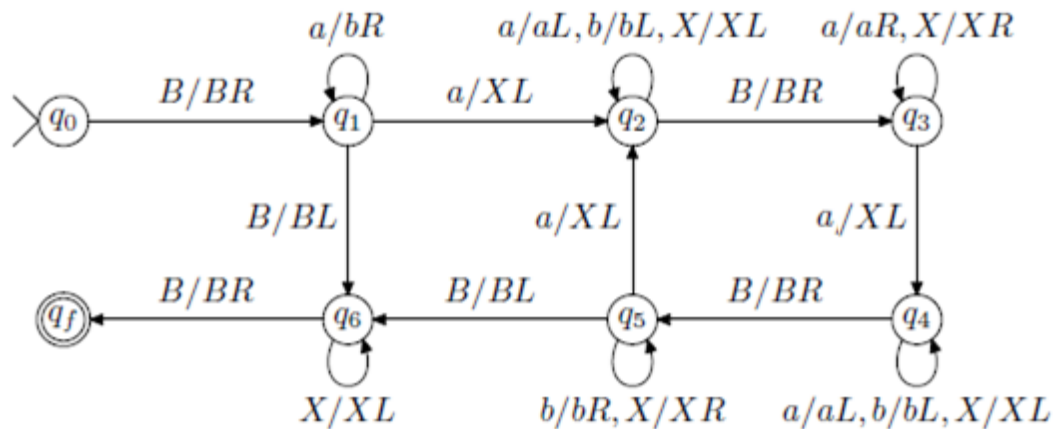 a/bR a/aL, b/bL, X/XL a/aR, X/XR
B/BR a/XL B/BR
q0 q1 q2 q3
B/BL a/XL a/XL
B/BR B/BL B/BR
qf q6 q5 q4
X/XL b/bR, X/XR a/aL, b/bL, X/XL